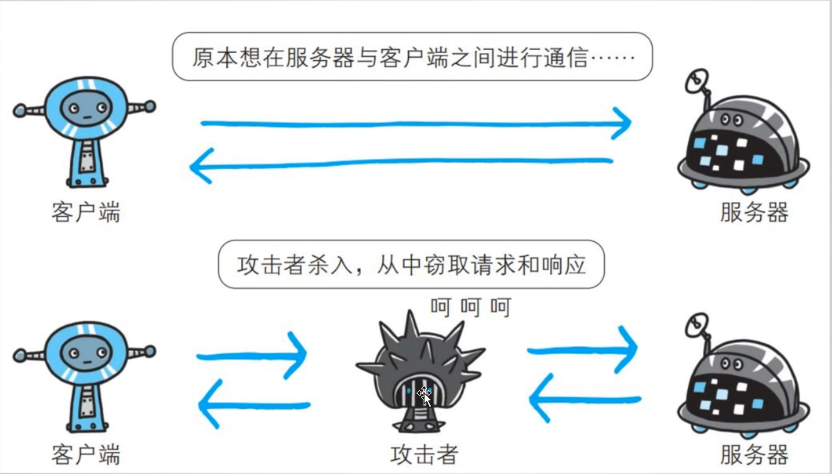 原本想在服务器与客户端之间进行通信……
客户端
服务器
攻击者杀入，从中窃取请求和响应
呵 呵 呵
客户端
攻击者
服务器